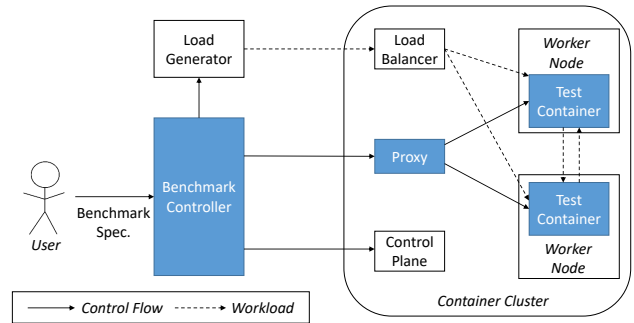 Load
Generator
Load
Balancer
Worker
Node
Test
Container
Benchmark
Controller
Proxy
User
Benchmark
Spec.
Test
Container
Control
Plane
Worker
Node
Control Flow
Workload
Container Cluster